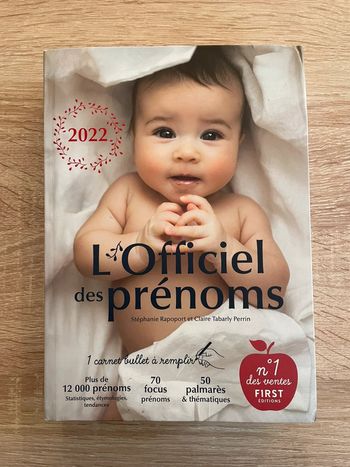 2022
L'Officiel
des prénoms
Stéphanie Rapoport et Claire Tabarly Perrin
1 carnet bullet à remplir
Plus de
12 000 prénoms
Statistiques, étymologies,
tendances
70
focus
prénoms
50
palmarès
& thématiques
n°1
des ventes
FIRST
ÉDITIONS